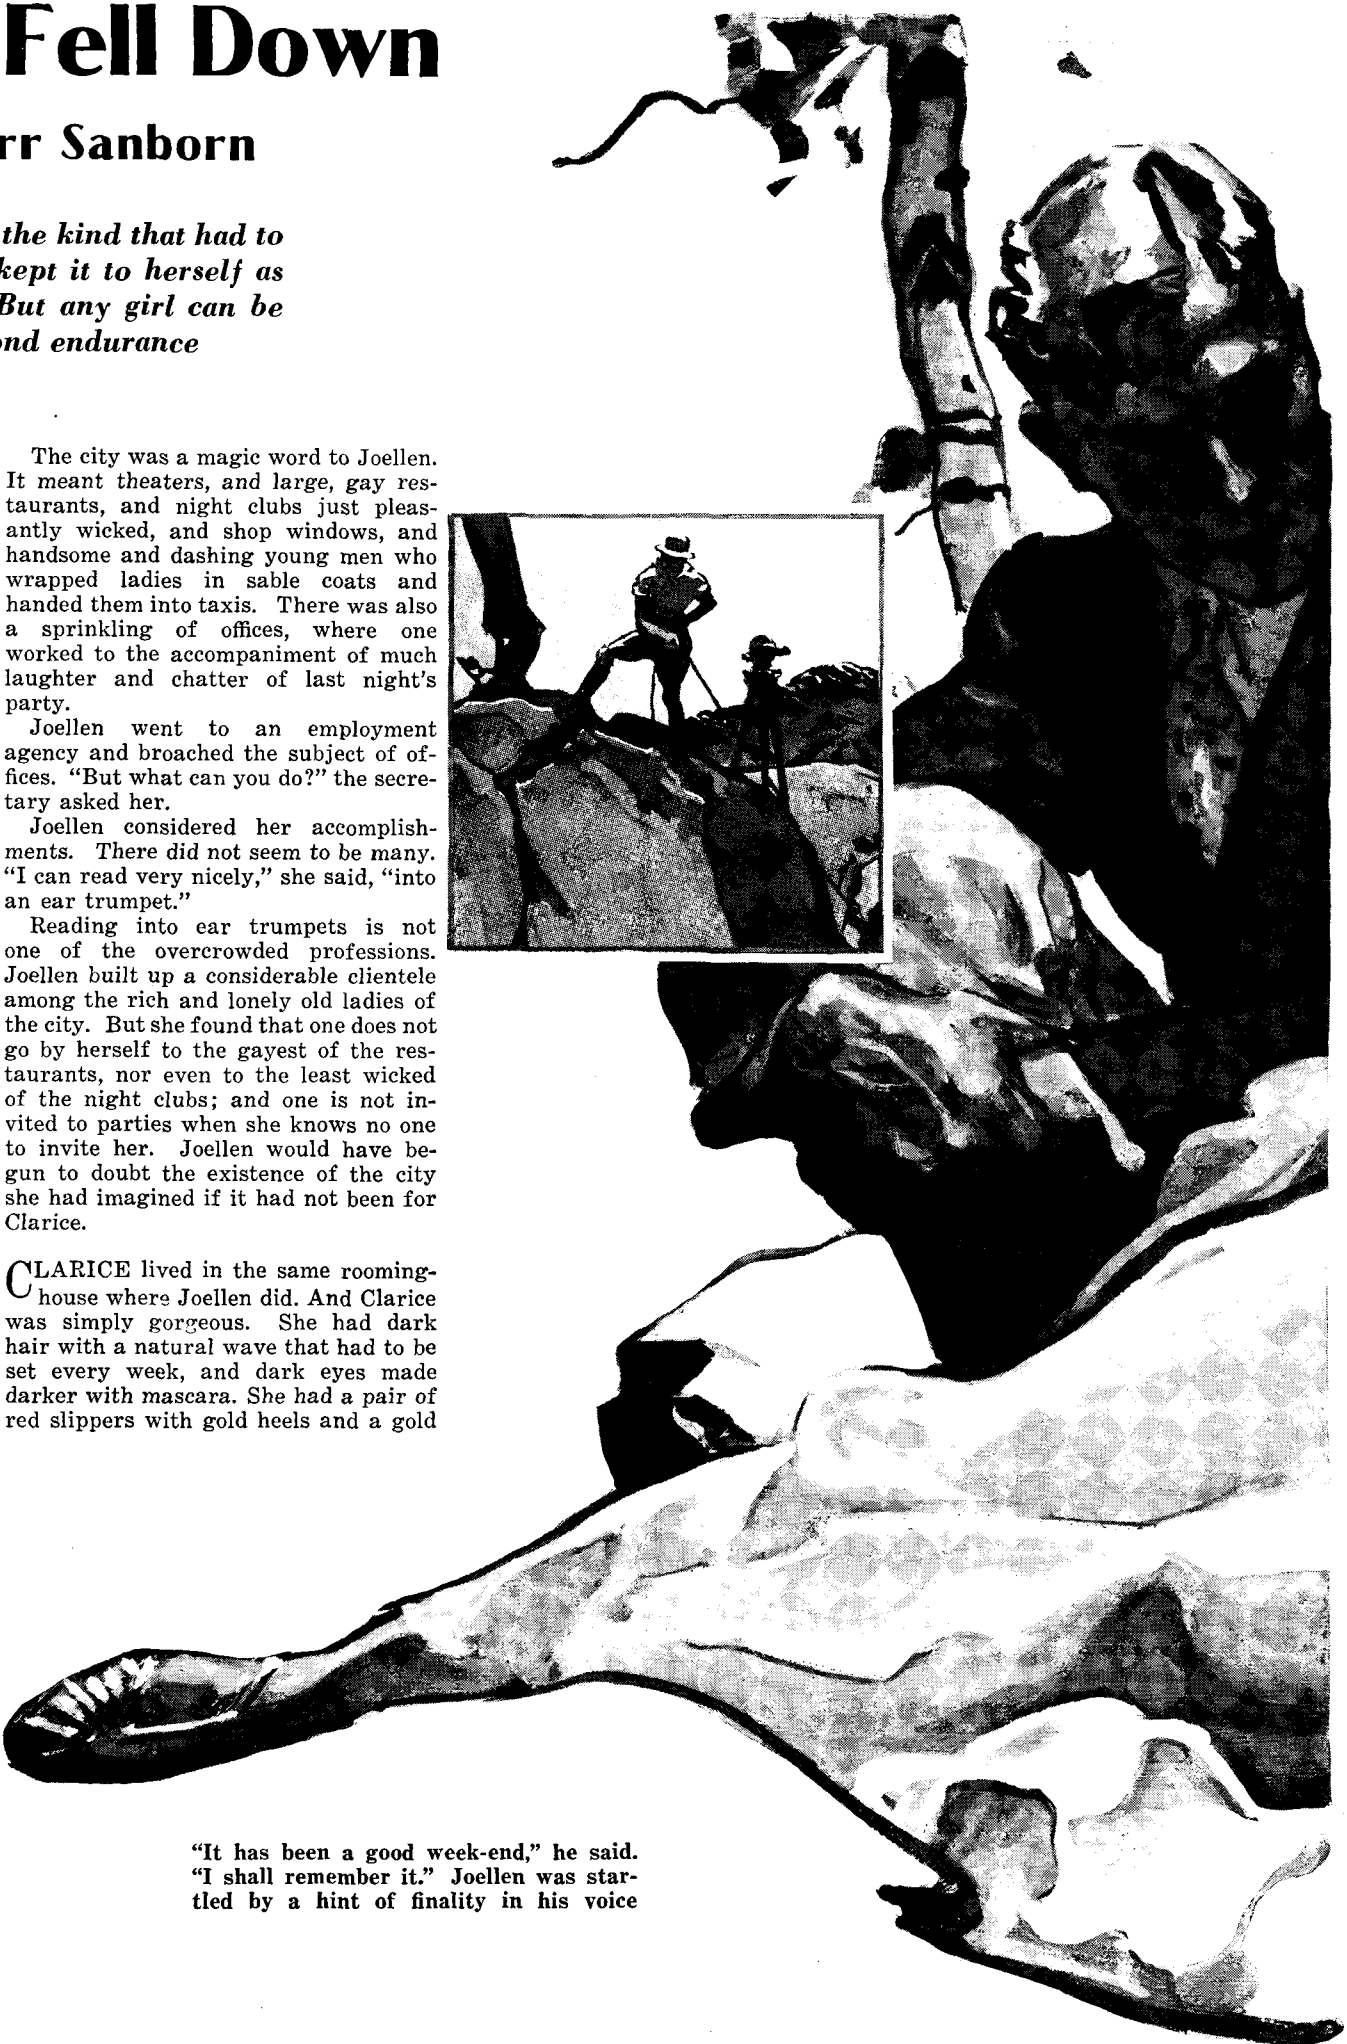 Fell Down
rr Sanborn
the kind that had to
kept it to herself as
But any girl can be
ond endurance
The city was a magic word to Joellen.
It meant theaters, and large, gay res-
taurants, and night clubs just pleas-
antly wicked, and shop windows, and
handsome and dashing young men who
wrapped ladies in sable coats and
handed them into taxis. There was also
a sprinkling of offices, where one
worked to the accompaniment of much
laughter and chatter of last night's
party.
Joellen went to an employment
agency and broached the subject of of-
fices. “But what can you do?” the secre-
tary asked her.
Joellen considered her accomplish-
ments. There did not seem to be many.
“I can read very nicely,” she said, “into
an ear trumpet.”
Reading into ear trumpets is not
one of the overcrowded professions.
Joellen built up a considerable clientele
among the rich and lonely old ladies of
the city. But she found that one does not
go by herself to the gayest of the res-
taurants, nor even to the least wicked
of the night clubs; and one is not in-
vited to parties when she knows no one
to invite her. Joellen would have be-
gun to doubt the existence of the city
she had imagined if it had not been for
Clarice.
CLARICE lived in the same rooming-
house where Joellen did. And Clarice
was simply gorgeous. She had dark
hair with a natural wave that had to be
set every week, and dark eyes made
darker with mascara. She had a pair of
red slippers with gold heels and a gold
“It has been a good week-end,” he said.
“I shall remember it.” Joellen was star-
tled by a hint of finality in his voice